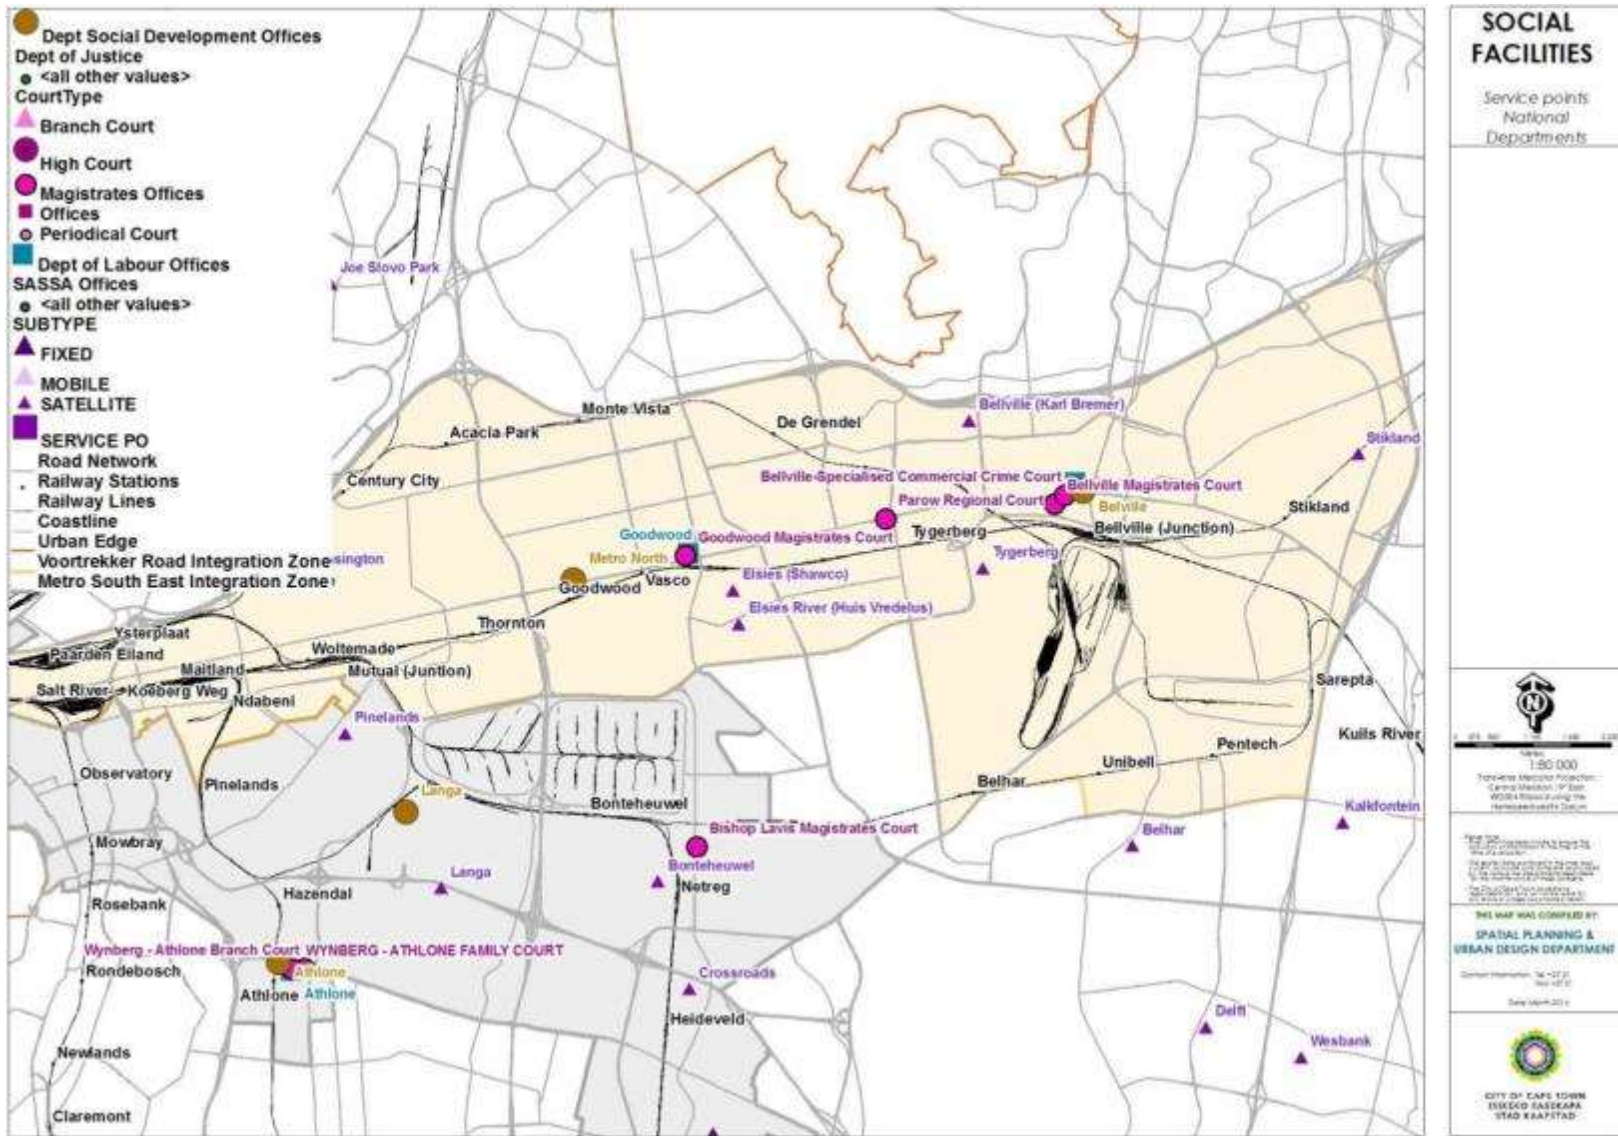 Dept Social Development Offices
Dept of Justice
<all other values>
CourtType
Branch Court
High Court
Magistrates Offices
Offices
Periodical Court
Dept of Labour Offices
SASSA Offices
<all other values>
SUBTYPE
FIXED
MOBILE
SATELLITE
SERVICE PO
Road Network
Railway Stations
Railway Lines
Coastline
Urban Edge
Voortrekker Road Integration Zone
Metro South East Integration Zone
Joe Slovo Park
Monte Vista
Acacia Park
Century City
De Grendel
Bellville (Karl Bremer)
Stikland
Bellville-Specialised Commercial Crime Court
Bellville Magistrates Court
Parow Regional Court
Belville
Stikland
Bellville (Junction)
Tygerberg
Tygerberg
Goodwood
Goodwood Magistrates Court
Metro North
Vasco
Goodwood
Elsies (Shawco)
Elsies River (Huis Vredelus)
Thornton
Ysterplaat
Paarden Eiland
Woltemade
Maitland
Mutual (Juntion)
Salt River
Koeberg Weg
Ndabeni
Pinelands
Sarepta
Kuils River
Pentech
Unibell
Belhar
Observatory
Pinelands
Langa
Bonteheuwel
Bishop Lavis Magistrates Court
Kalkfontein
Belhar
Mowbray
Bonteheuwel
Netreg
Langa
Hazendal
Rosebank
Wynberg - Athlone Branch Court
WYNBERG - ATHLONE FAMILY COURT
Rondebosch
Athlone
Athlone
Athlone
Crossroads
Heideveld
Delft
Wesbank
Newlands
Claremont
SOCIAL
FACILITIES
Service points
National
Departments
N
1:80 000
THIS MAP WAS COMPILED BY:
SPATIAL PLANNING &
URBAN DESIGN DEPARTMENT
CITY OF CAPE TOWN
ISIXEKO SASEKAPA
STAD KAAPSTAD